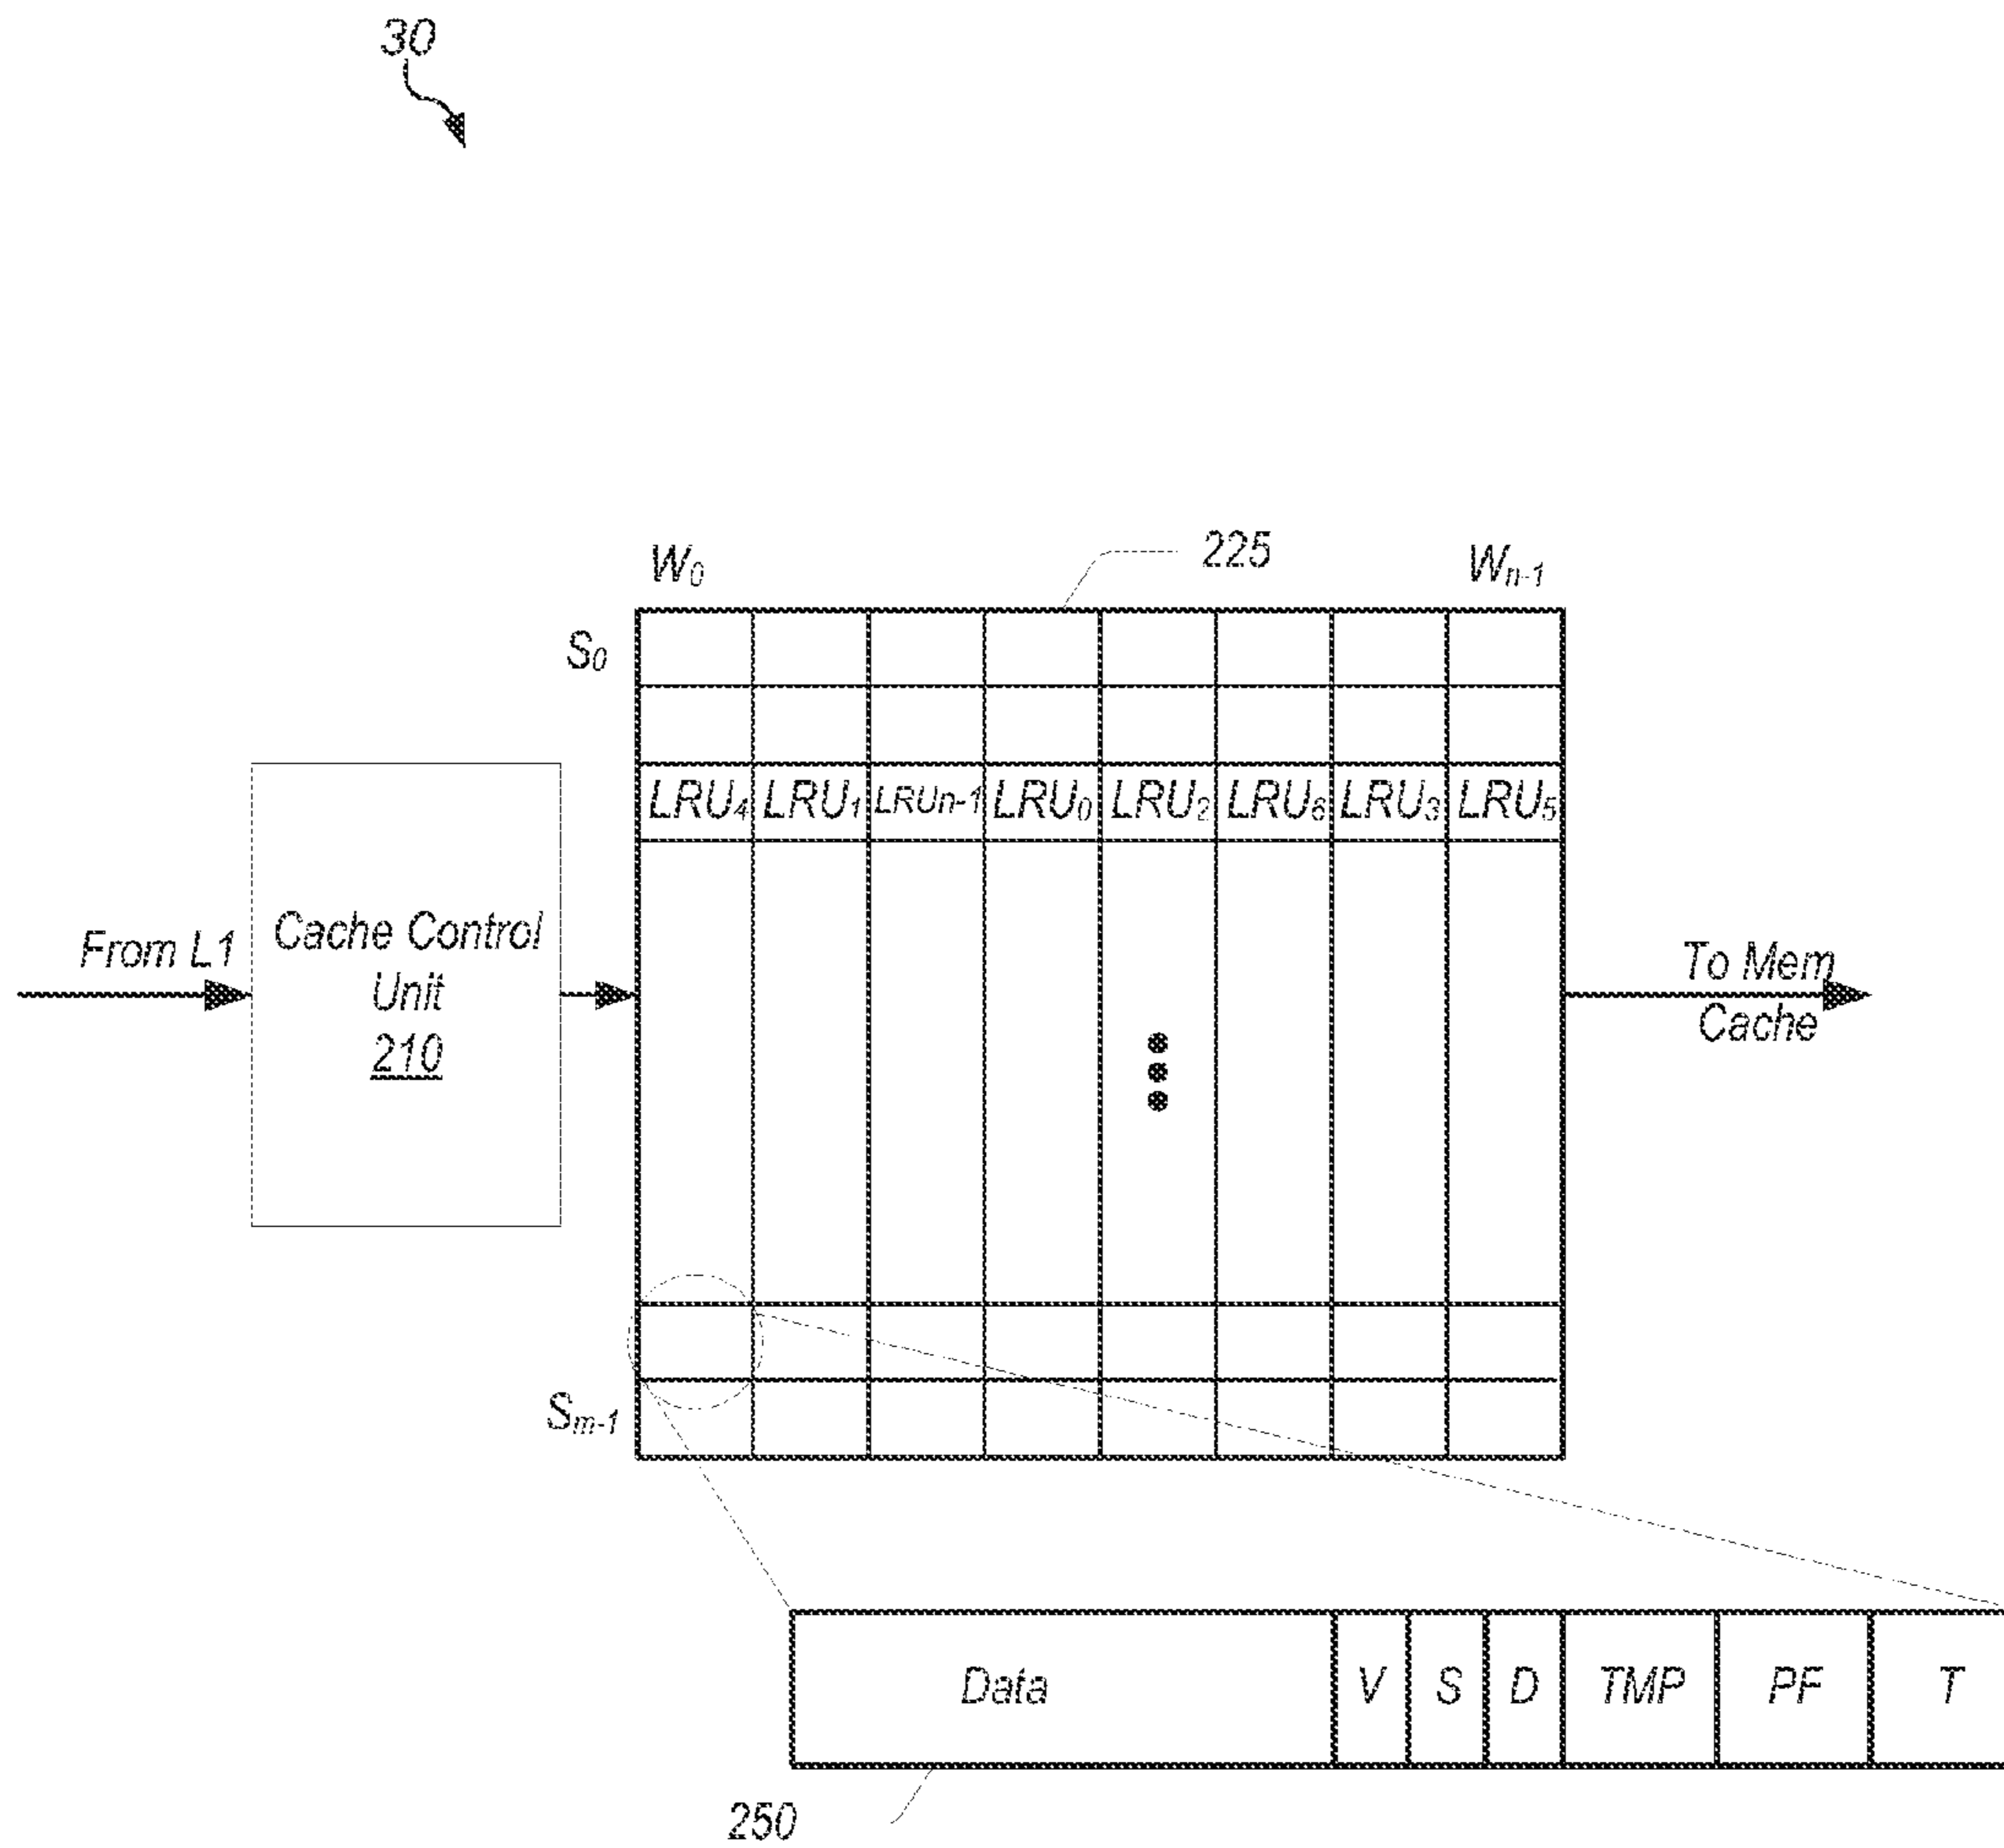 30
225
W0
Wn-1
S0
LRU4 LRU1 LRUn-1 LRU0 LRU2 LRU6 LRU3 LRU5
From L1
Cache Control
Unit
210
To Mem
Cache
Sm-1
Data V S D TMP PF T
250